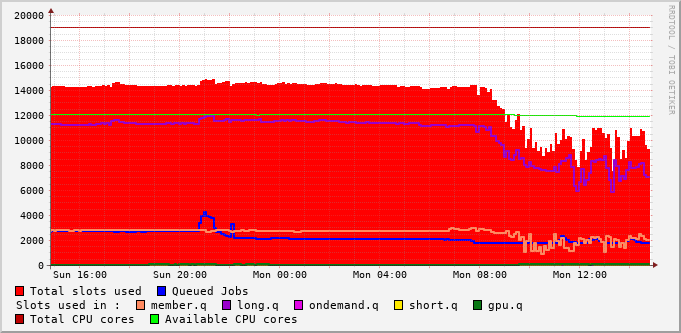 20000
18000
16000
14000
12000
10000
8000
6000
4000
2000
0
Sun 16:00 Sun 20:00 Mon 00:00 Mon 04:00 Mon 08:00 Mon 12:00
Total slots used Queued Jobs
Slots used in : member.q long.q ondemand.q short.q gpu.q
Total CPU cores Available CPU cores
RRDTOOL / TOBI OETIKER